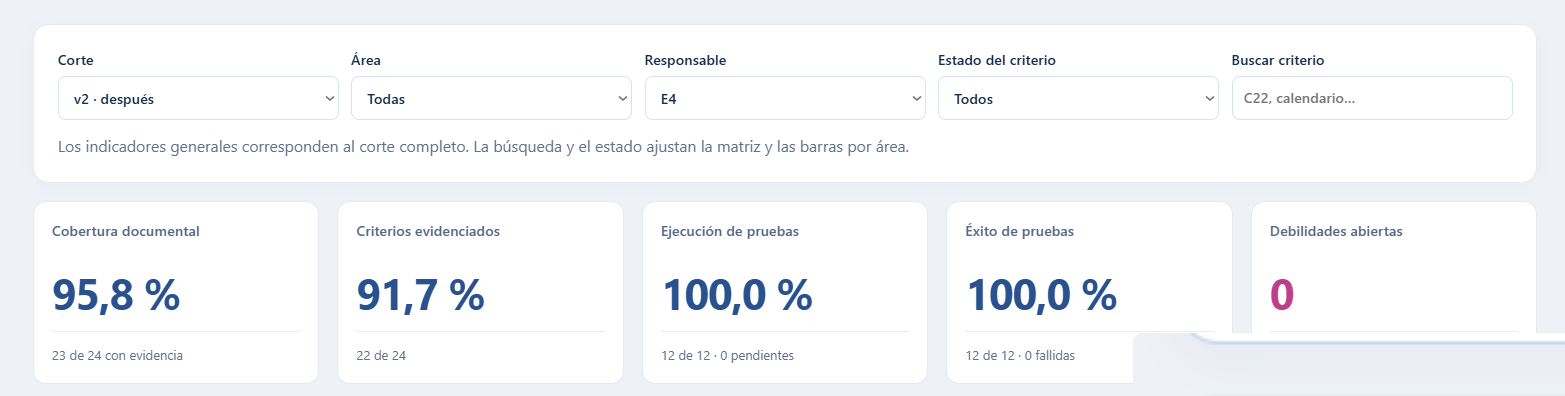 Corte
Área
Responsable
Estado del criterio
Buscar criterio
v2 · después
Todas
E4
Todos
C22, calendario...
Los indicadores generales corresponden al corte completo. La búsqueda y el estado ajustan la matriz y las barras por área.
Cobertura documental
Criterios evidenciados
Ejecución de pruebas
Éxito de pruebas
Debilidades abiertas
95,8 %
91,7 %
100,0 %
100,0 %
0
23 de 24 con evidencia
22 de 24
12 de 12 · 0 pendientes
12 de 12 · 0 fallidas